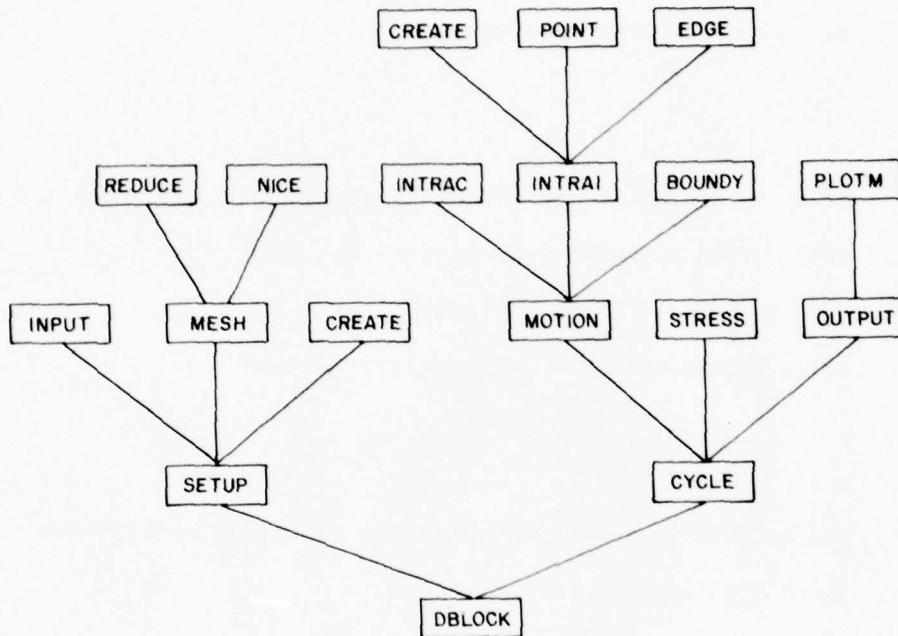 CREATE POINT EDGE
REDUCE NICE INTRAC INTRAI BOUNDY PLOTM
INPUT MESH CREATE MOTION STRESS OUTPUT
SETUP CYCLE
DBLOCK